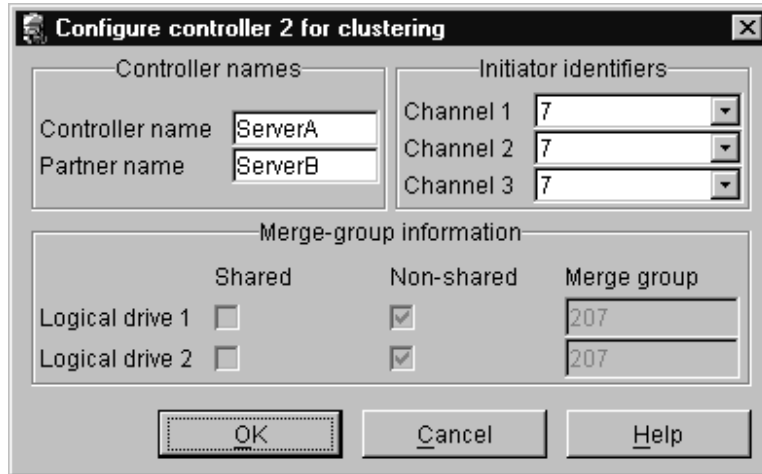 Configure controller 2 for clustering
Controller names
Controller name ServerA
Partner name ServerB
Initiator identifiers
Channel 1 7
Channel 2 7
Channel 3 7
Merge-group information
Shared Non-shared Merge group
Logical drive 1 207
Logical drive 2 207
OK Cancel Help